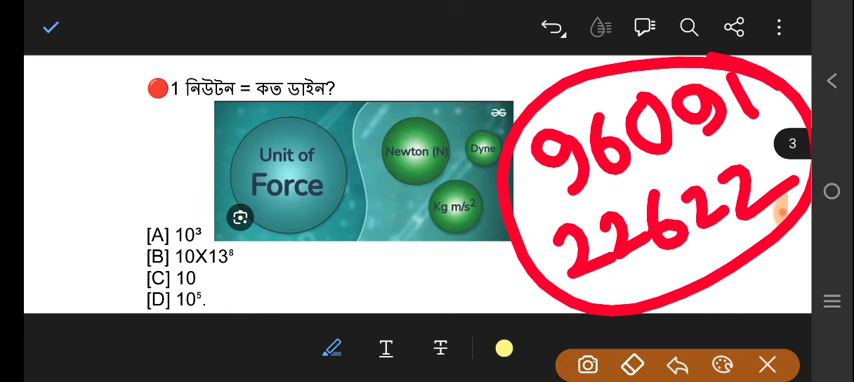 🔴1 নিউটন = কত ডাইন?
Unit of
Force
Newton (N)
Dyne
Kg m/s²
[A] 10³
[B] 10X13⁸
[C] 10
[D] 10⁵.
96091
22622
3